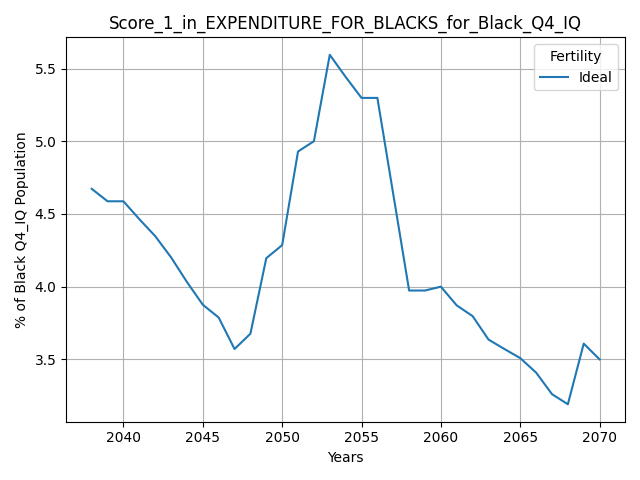 Score_1_in_EXPENDITURE_FOR_BLACKS_for_Black_Q4_IQ
Fertility
Ideal
% of Black Q4_IQ Population
5.5
5.0
4.5
4.0
3.5
2040 2045 2050 2055 2060 2065 2070
Years